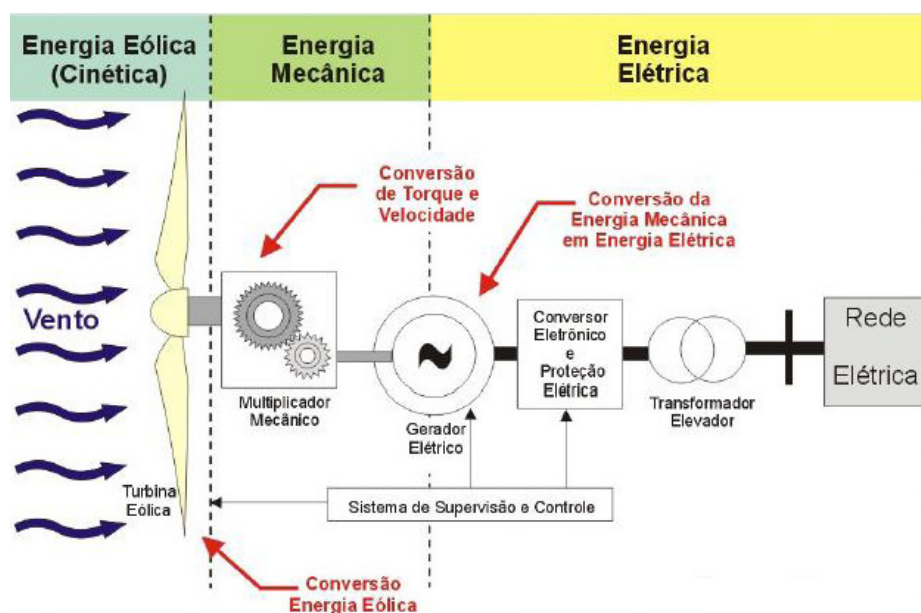 Energia Eólica
(Cinética)
Energia
Mecânica
Energia
Elétrica
Conversão
de Torque e
Velocidade
Conversão da
Energia Mecânica
em Energia Elétrica
Vento
Multiplicador
Mecânico
Gerador
Elétrico
Conversor
Eletrônico
e
Proteção
Elétrica
Transformador
Elevador
Rede
Elétrica
Turbina
Eólica
Sistema de Supervisão e Controle
Conversão
Energia Eólica